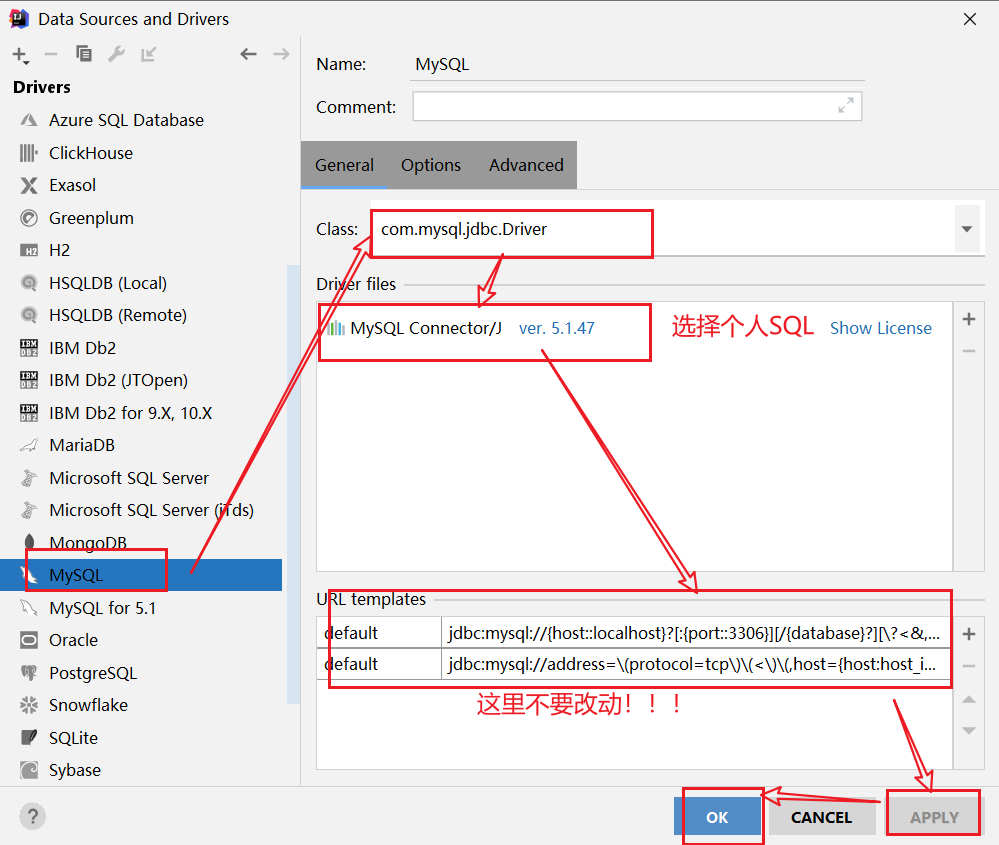 Data Sources and Drivers
Drivers
Azure SQL Database
ClickHouse
Exasol
Greenplum
H2
HSQLDB (Local)
HSQLDB (Remote)
IBM Db2
IBM Db2 (JTOpen)
IBM Db2 for 9.X, 10.X
MariaDB
Microsoft SQL Server
Microsoft SQL Server (jTds)
MongoDB
MySQL
MySQL for 5.1
Oracle
PostgreSQL
Snowflake
SQLite
Sybase
Name: MySQL
Comment:
General Options Advanced
Class: com.mysql.jdbc.Driver
Driver files
MySQL Connector/J ver. 5.1.47 选择个人SQL Show License
URL templates
default jdbc:mysql://{host::localhost}?[:{port::3306}][/{database}?][\?<&,...
default jdbc:mysql://address=\(protocol=tcp\)\(<\)\(,host={host:host_i...
这里不要改动！！！
? OK CANCEL APPLY